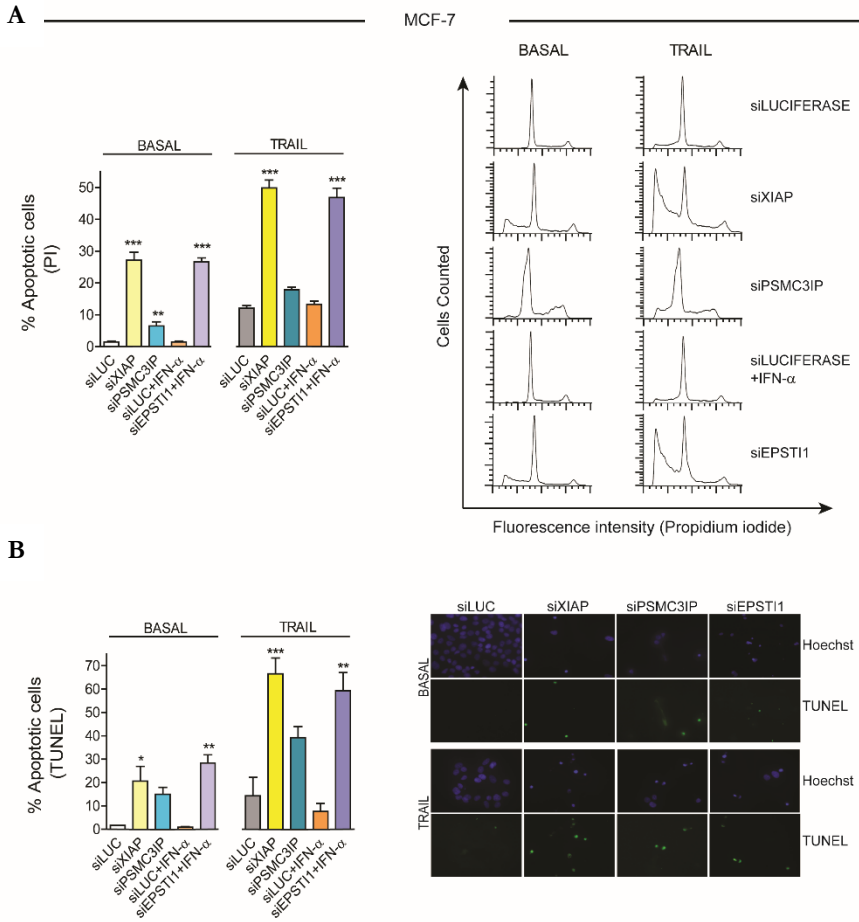 A
MCF-7
BASAL
TRAIL
% Apoptotic cells
(PI)
50
40
30
20
10
0
***
***
**
***
***
siLUC
siXIAP
siPSMC3IP
siLUC+IFN-α
siEPSTI1+IFN-α
siLUC
siXIAP
siPSMC3IP
siLUC+IFN-α
siEPSTI1+IFN-α
BASAL
TRAIL
Cells Counted
siLUCIFERASE
siXIAP
siPSMC3IP
siLUCIFERASE
+IFN-α
siEPSTI1
Fluorescence intensity (Propidium iodide)
B
BASAL
TRAIL
% Apoptotic cells
(TUNEL)
70
60
50
40
30
20
10
0
*
**
***
**
siLUC
siXIAP
siPSMC3IP
siLUC+IFN-α
siEPSTI1+IFN-α
siLUC
siXIAP
siPSMC3IP
siLUC+IFN-α
siEPSTI1+IFN-α
siLUC siXIAP siPSMC3IP siEPSTI1
BASAL
Hoechst
TUNEL
TRAIL
Hoechst
TUNEL